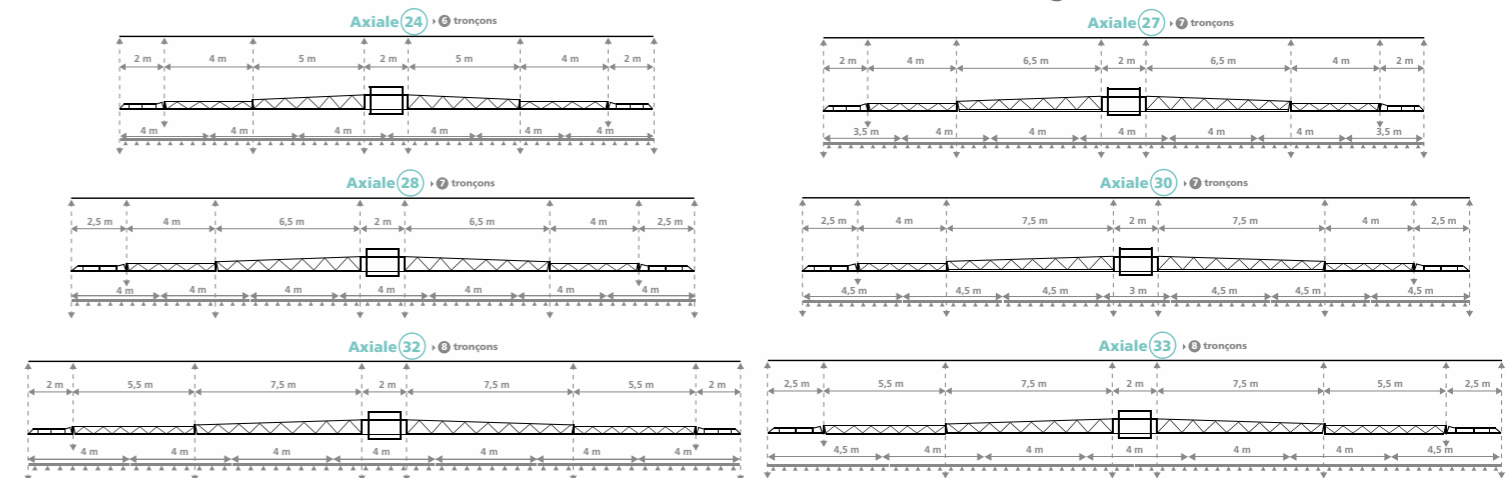 Axiale 24 6 tronçons
2 m 4 m 5 m 2 m 5 m 4 m 2 m
4 m 4 m 4 m 4 m 4 m 4 m
Axiale 27 7 tronçons
2 m 4 m 6,5 m 2 m 6,5 m 4 m 2 m
3,5 m 4 m 4 m 4 m 4 m 4 m 3,5 m
Axiale 28 7 tronçons
2,5 m 4 m 6,5 m 2 m 6,5 m 4 m 2,5 m
4 m 4 m 4 m 4 m 4 m 4 m 4 m
Axiale 30 7 tronçons
2,5 m 4 m 7,5 m 2 m 7,5 m 4 m 2,5 m
4,5 m 4,5 m 4,5 m 3 m 4,5 m 4,5 m 4,5 m
Axiale 32 8 tronçons
2 m 5,5 m 7,5 m 2 m 7,5 m 5,5 m 2 m
4 m 4 m 4 m 4 m 4 m 4 m 4 m
Axiale 33 8 tronçons
2,5 m 5,5 m 7,5 m 2 m 7,5 m 5,5 m 2,5 m
4,5 m 4 m 4 m 4 m 4 m 4 m 4,5 m